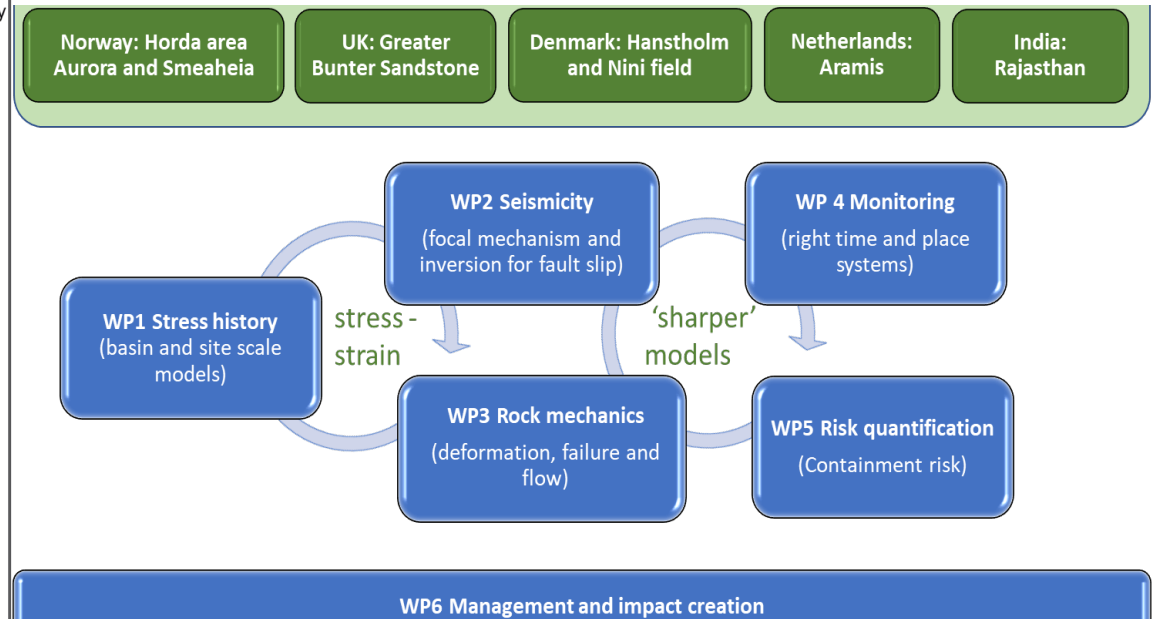 y
Norway: Horda area
Aurora and Smeaheia
UK: Greater
Bunter Sandstone
Denmark: Hanstholm
and Nini field
Netherlands:
Aramis
India:
Rajasthan
WP2 Seismicity
(focal mechanism and
inversion for fault slip)
WP 4 Monitoring
(right time and place
systems)
WP1 Stress history
(basin and site scale
models)
stress -
strain
‘sharper’
models
WP3 Rock mechanics
(deformation, failure and
flow)
WP5 Risk quantification
(Containment risk)
WP6 Management and impact creation